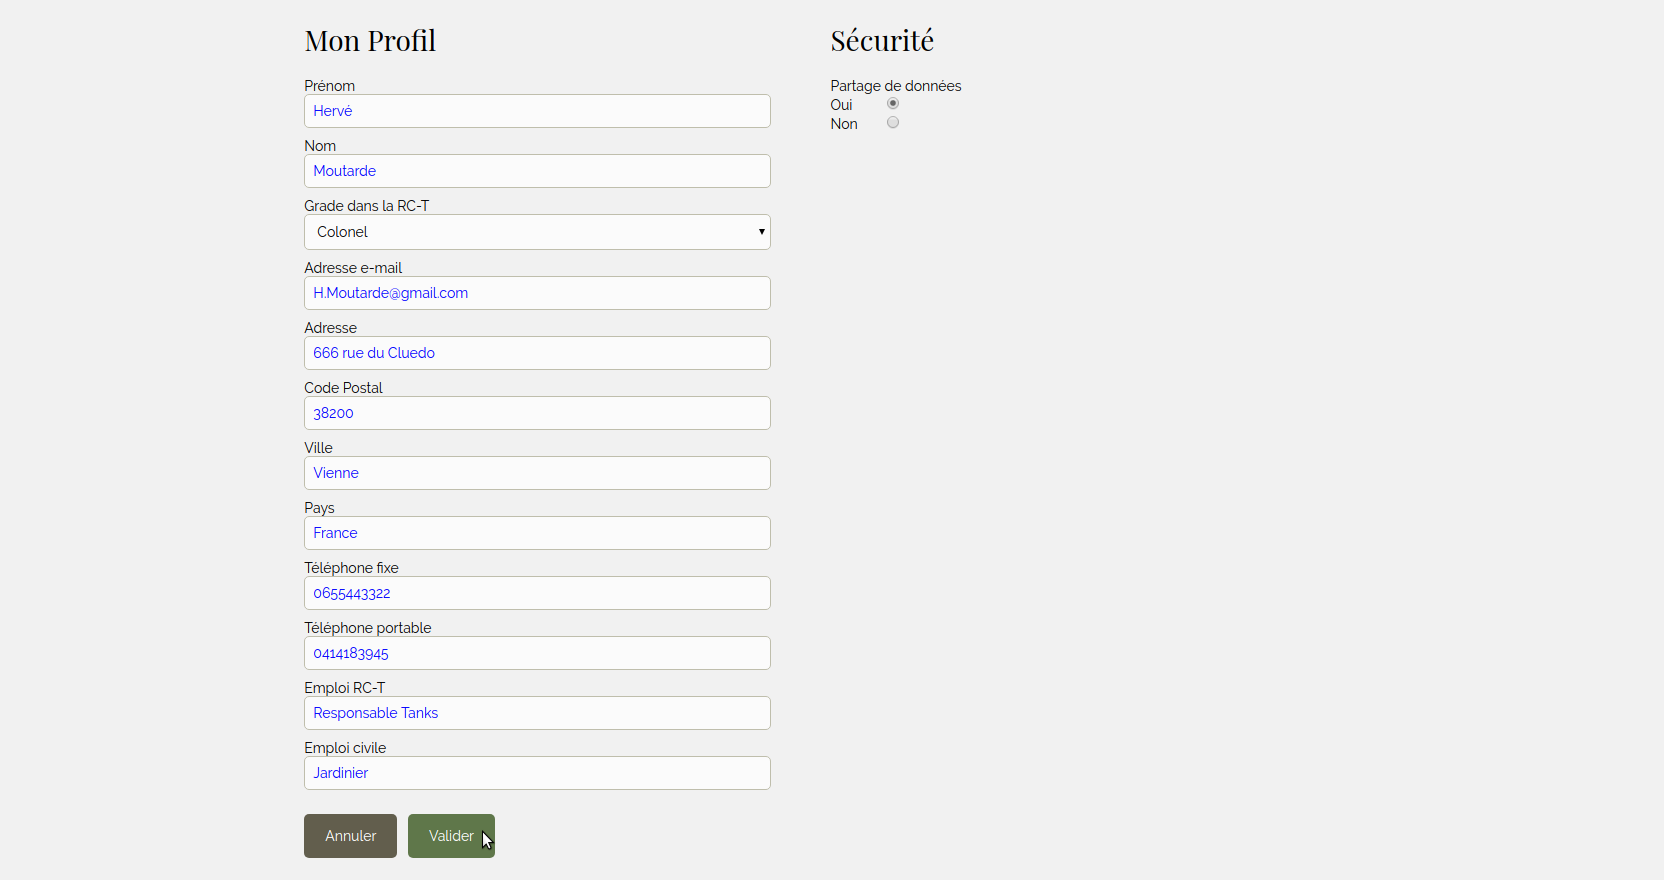 Mon Profil
Prénom
Hervé
Nom
Moutarde
Grade dans la RC-T
Colonel
Adresse e-mail
H.Moutarde@gmail.com
Adresse
666 rue du Cluedo
Code Postal
38200
Ville
Vienne
Pays
France
Téléphone fixe
0655443322
Téléphone portable
0414183945
Emploi RC-T
Responsable Tanks
Emploi civile
Jardinier
Annuler Valider
Sécurité
Partage de données
Oui
Non